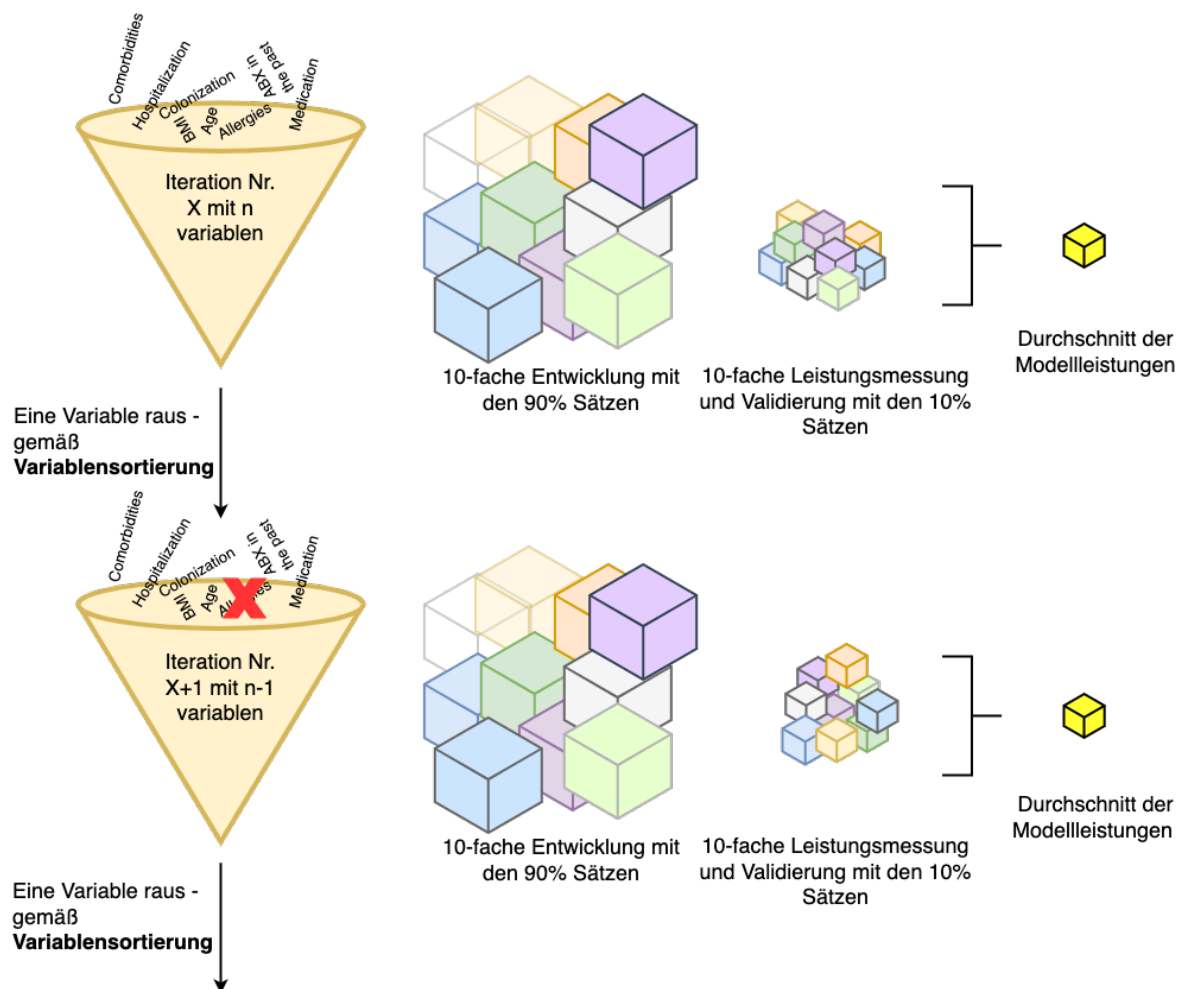 Comorbidities
Hospitalization
Colonization
BMI
Age
Allergies
ABX in
the past
Medication
Iteration Nr.
X mit n
variablen
10-fache Entwicklung mit
den 90% Sätzen
10-fache Leistungsmessung
und Validierung mit den 10%
Sätzen
Durchschnitt der
Modellleistungen
Eine Variable raus -
gemäß
Variablensortierung
Comorbidities
Hospitalization
Colonization
BMI
Age
Allergies
ABX in
the past
Medication
Iteration Nr.
X+1 mit n-1
variablen
10-fache Entwicklung mit
den 90% Sätzen
10-fache Leistungsmessung
und Validierung mit den 10%
Sätzen
Durchschnitt der
Modellleistungen
Eine Variable raus -
gemäß
Variablensortierung